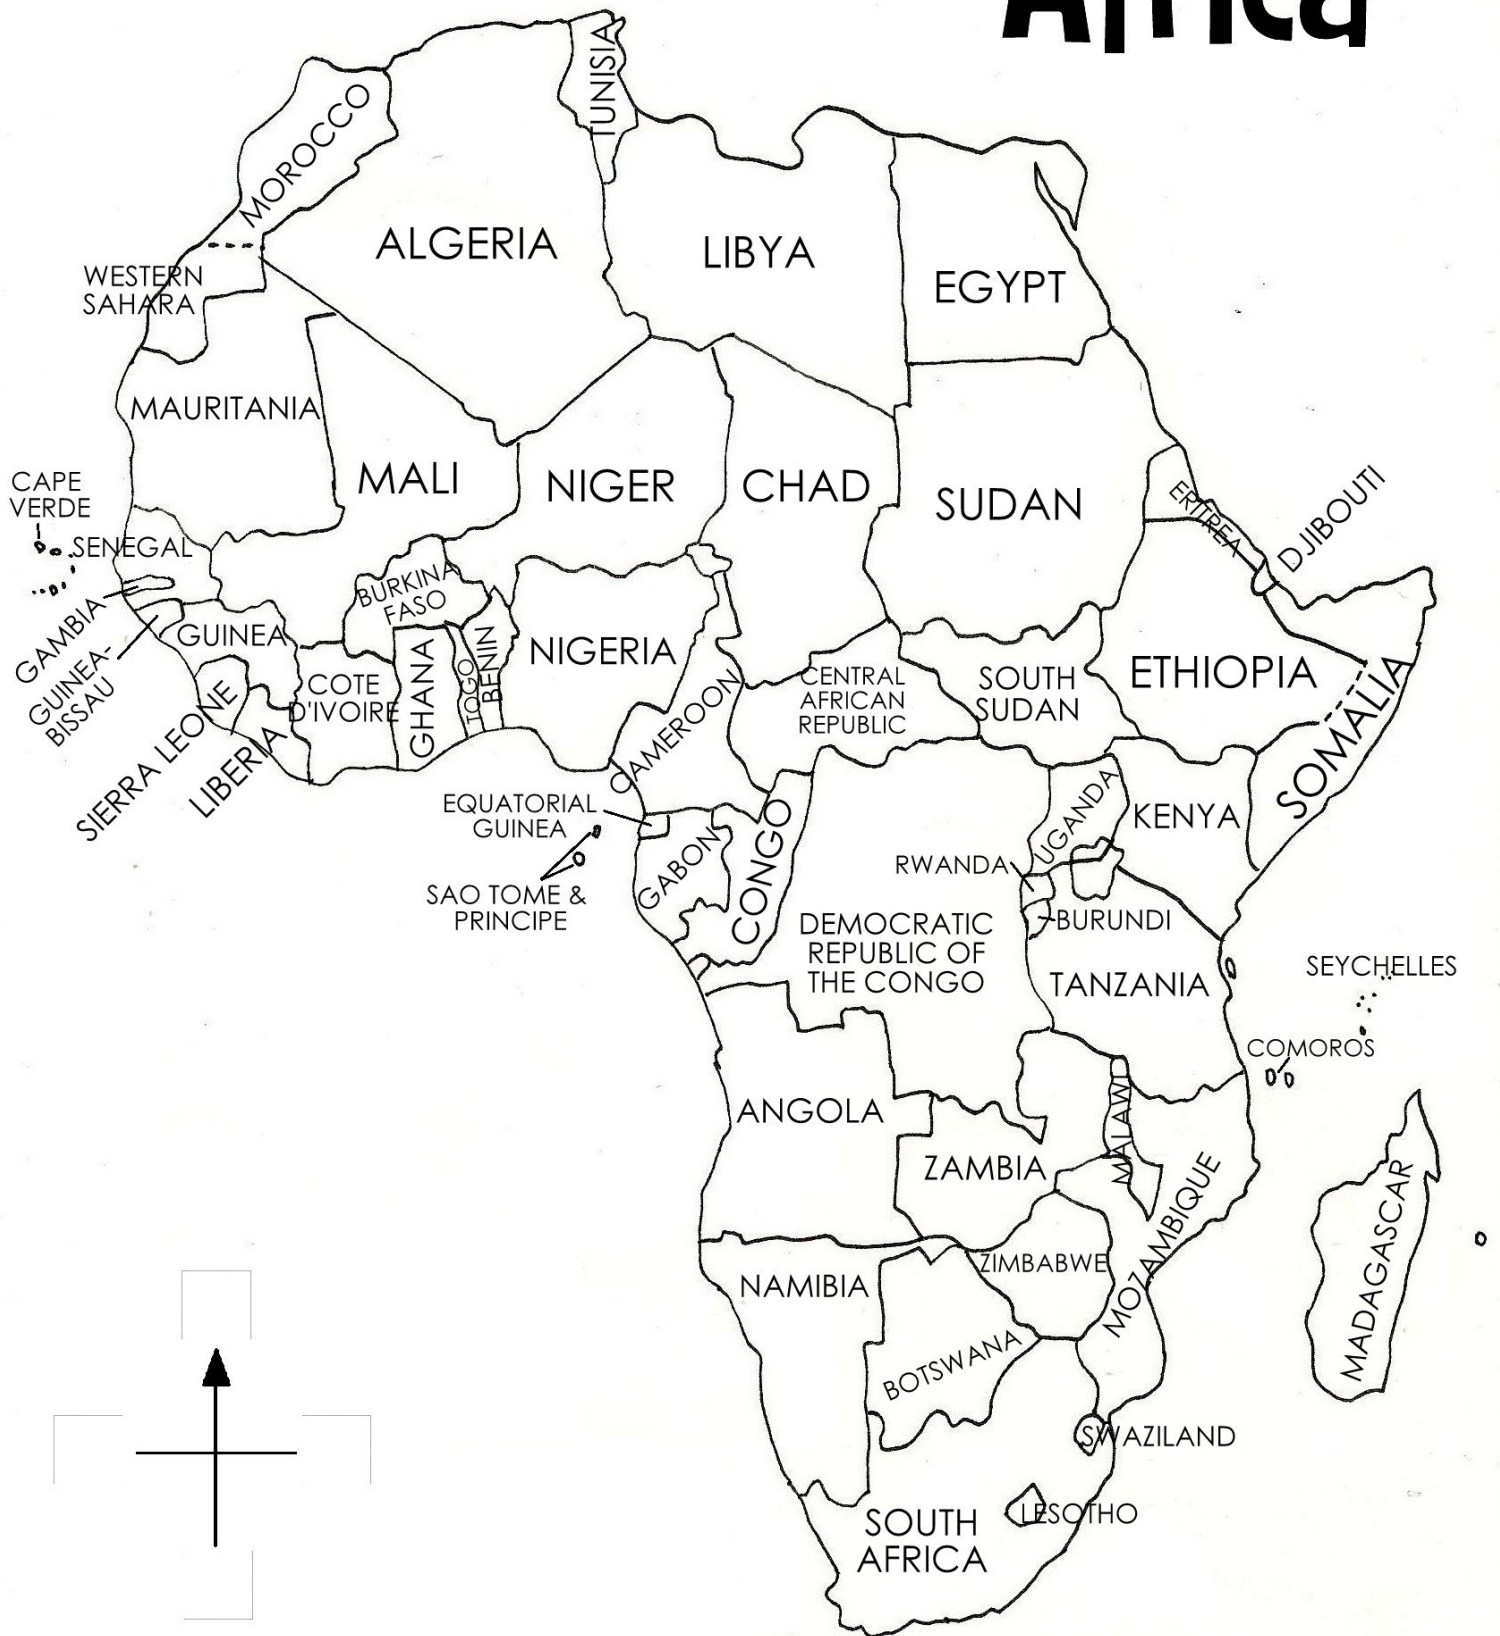 Africa
TUNISIA
MOROCCO
ALGERIA
LIBYA
EGYPT
WESTERN
SAHARA
MAURITANIA
MALI
NIGER
CHAD
SUDAN
ERITREA
DJIBOUTI
CAPE
VERDE
SENEGAL
GAMBIA
GUINEA-
BISSAU
GUINEA
SIERRA LEONE
LIBERIA
COTE
D'IVOIRE
BURKINA
FASO
GHANA
TOGO
BENIN
NIGERIA
CAMEROON
CENTRAL
AFRICAN
REPUBLIC
SOUTH
SUDAN
ETHIOPIA
SOMALIA
EQUATORIAL
GUINEA
SAO TOME &
PRINCIPE
GABON
CONGO
DEMOCRATIC
REPUBLIC OF
THE CONGO
UGANDA
KENYA
RWANDA
BURUNDI
TANZANIA
SEYCHELLES
COMOROS
ANGOLA
ZAMBIA
MALAWI
MOZAMBIQUE
MADAGASCAR
NAMIBIA
ZIMBABWE
BOTSWANA
SWAZILAND
LESOTHO
SOUTH
AFRICA